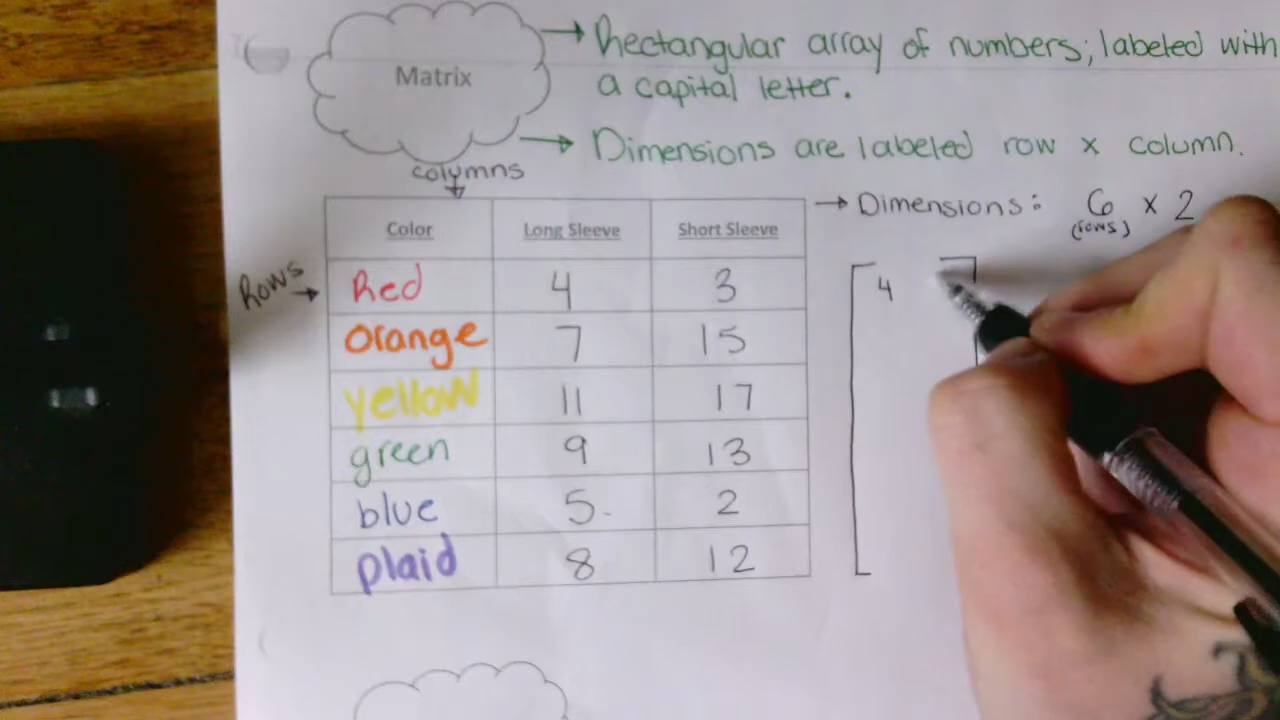 Rectangular array of numbers; labeled with
a capital letter.
Matrix
Dimensions are labeled row x column.
columns
Dimensions: 6 x 2
(rows)
Color Long Sleeve Short Sleeve
Rows
Red 4 3
orange 7 15
yellow 11 17
green 9 13
blue 5 2
plaid 8 12
4